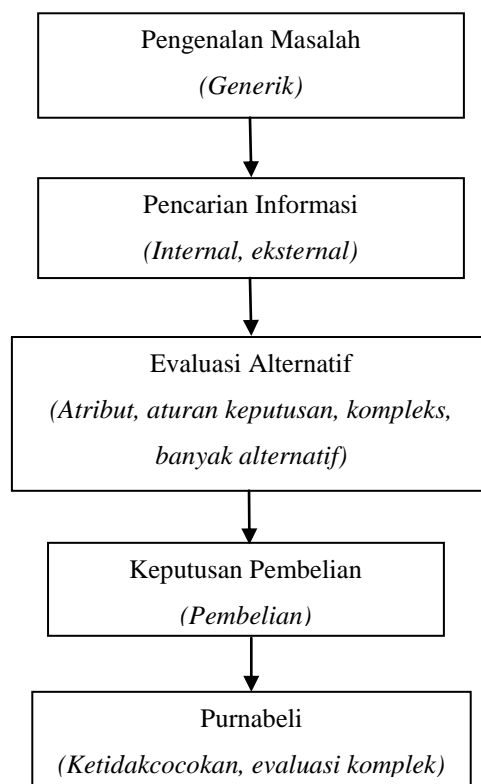 Pengenalan Masalah
(Generik)
Pencarian Informasi
(Internal, eksternal)
Evaluasi Alternatif
(Atribut, aturan keputusan, kompleks,
banyak alternatif)
Keputusan Pembelian
(Pembelian)
Purnabeli
(Ketidakcocokan, evaluasi komplek)